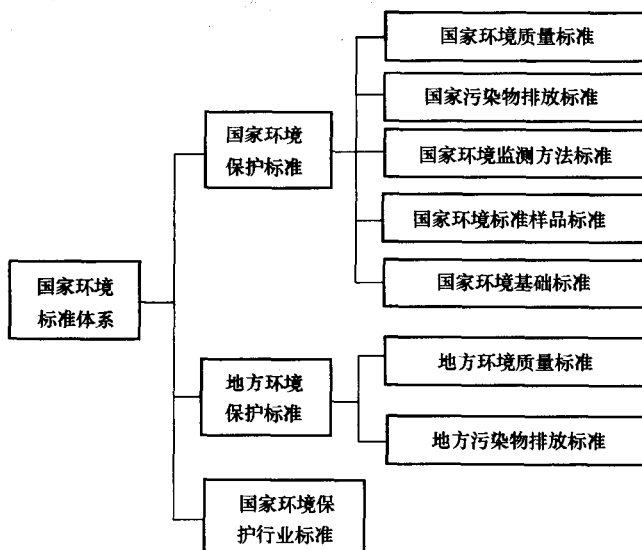 国家环境
标准体系
国家环境
保护标准
国家环境质量标准
国家污染物排放标准
国家环境监测方法标准
国家环境标准样品标准
国家环境基础标准
地方环境
保护标准
地方环境质量标准
地方污染物排放标准
国家环境保
护行业标准